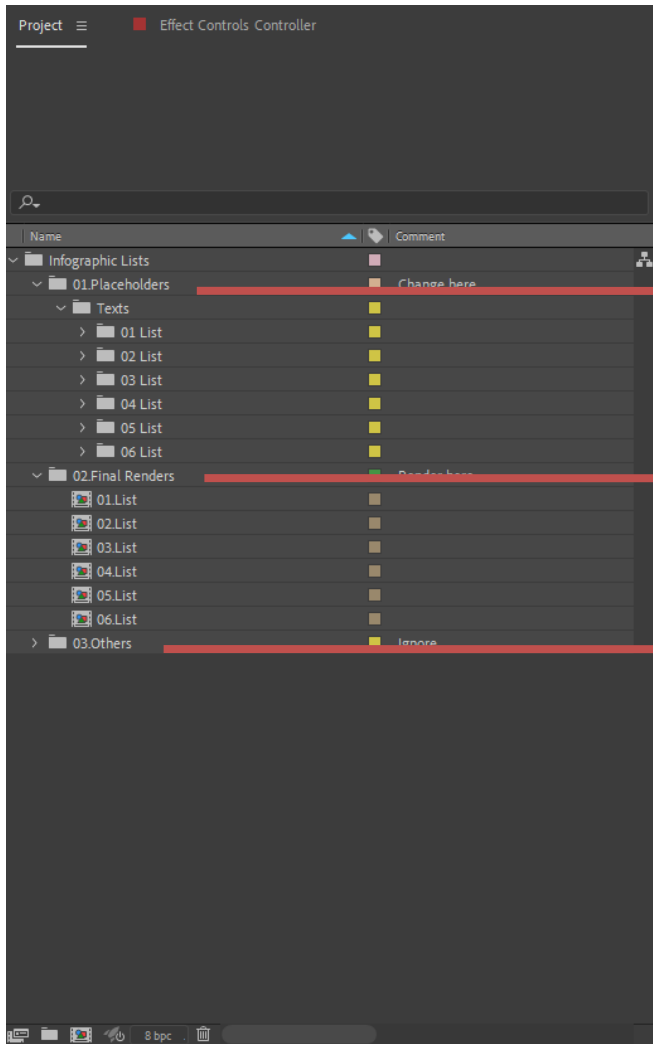 Project Effect Controls Controller
Name Comment
Infographic Lists
01.Placeholders Change here
Texts
01 List
02 List
03 List
04 List
05 List
06 List
02.Final Renders Render here
01.List
02.List
03.List
04.List
05.List
06.List
03.Others Ignore
8 bpc